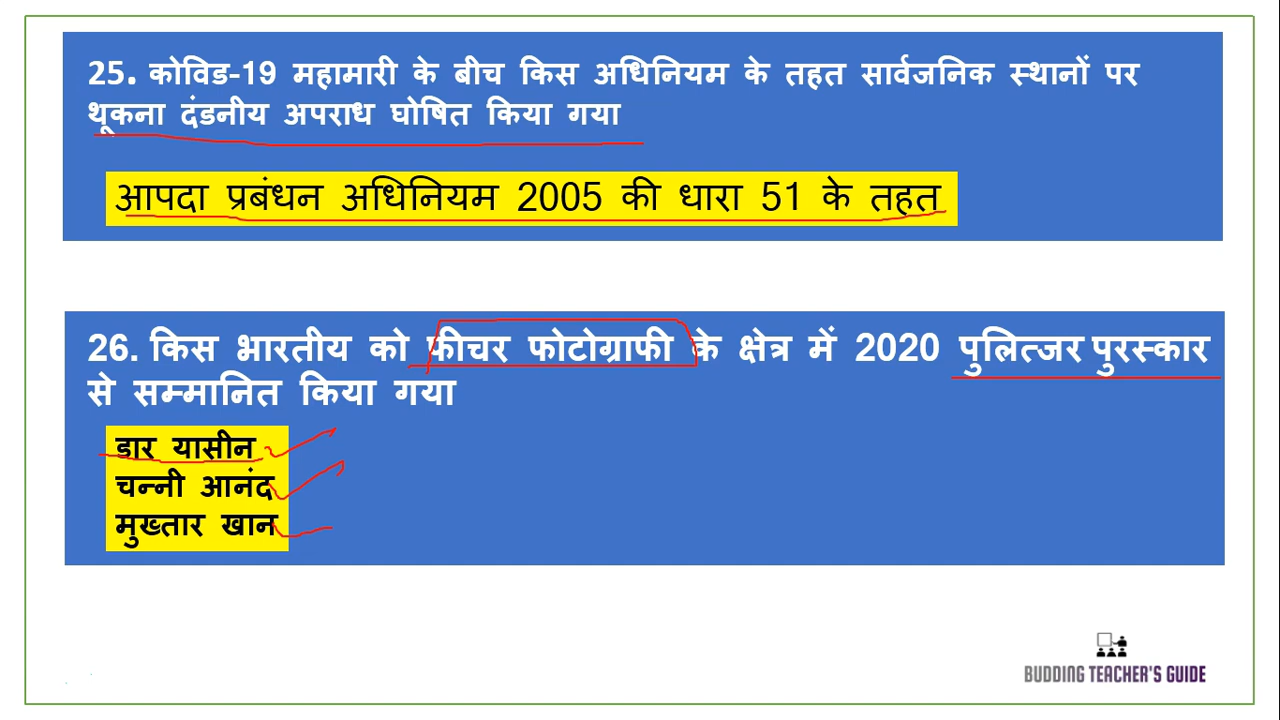 25. कोविड-19 महामारी के बीच किस अधिनियम के तहत सार्वजनिक स्थानों पर
थूकना दंडनीय अपराध घोषित किया गया
आपदा प्रबंधन अधिनियम 2005 की धारा 51 के तहत
26. किस भारतीय को फीचर फोटोग्राफी के क्षेत्र में 2020 पुलित्जर पुरस्कार
से सम्मानित किया गया
डार यासीन
चन्नी आनंद
मुख्तार खान
BUDDING TEACHER'S GUIDE